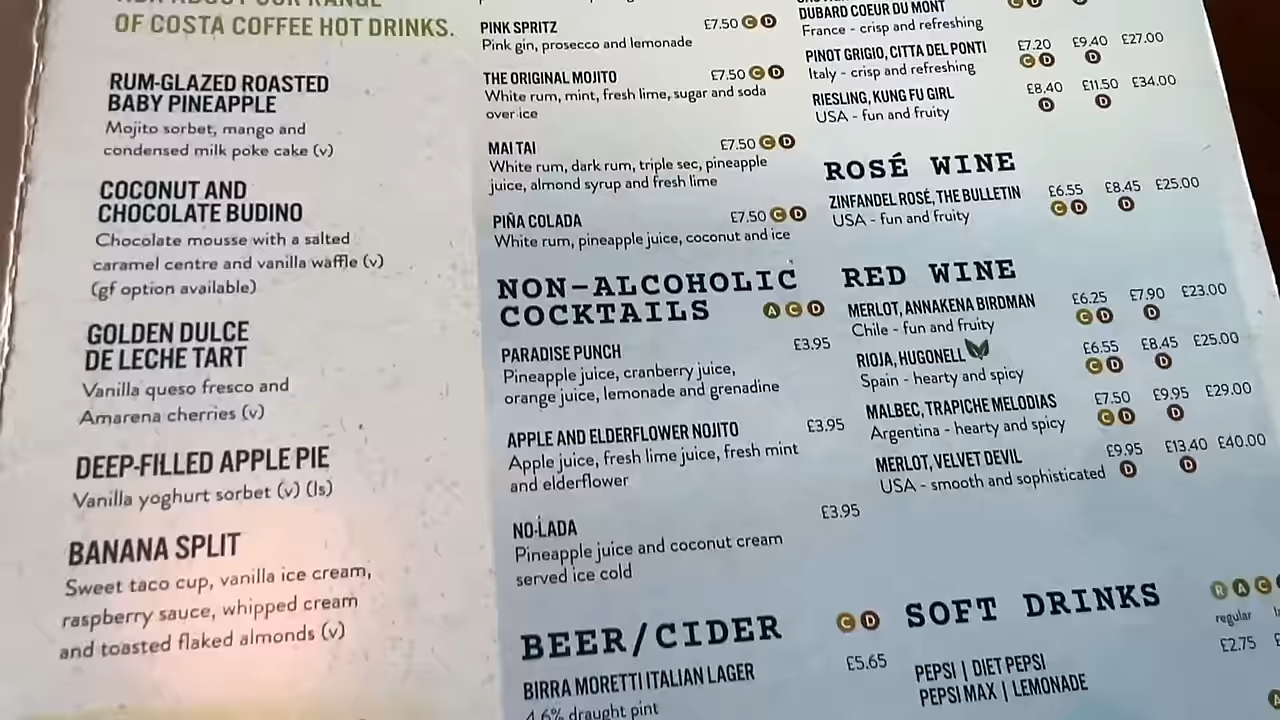 OF COSTA COFFEE HOT DRINKS.
RUM-GLAZED ROASTED
BABY PINEAPPLE
Mojito sorbet, mango and
condensed milk poke cake (v)
COCONUT AND
CHOCOLATE BUDINO
Chocolate mousse with a salted
caramel centre and vanilla waffle (v)
(gf option available)
GOLDEN DULCE
DE LECHE TART
Vanilla queso fresco and
Amarena cherries (v)
DEEP-FILLED APPLE PIE
Vanilla yoghurt sorbet (v) (ls)
BANANA SPLIT
Sweet taco cup, vanilla ice cream,
raspberry sauce, whipped cream
and toasted flaked almonds (v)
PINK SPRITZ £7.50 C D
Pink gin, prosecco and lemonade
THE ORIGINAL MOJITO £7.50 C D
White rum, mint, fresh lime, sugar and soda
over ice
MAI TAI £7.50 C D
White rum, dark rum, triple sec, pineapple
juice, almond syrup and fresh lime
PIÑA COLADA £7.50 C D
White rum, pineapple juice, coconut and ice
NON-ALCOHOLIC
COCKTAILS A C D
PARADISE PUNCH £3.95
Pineapple juice, cranberry juice,
orange juice, lemonade and grenadine
APPLE AND ELDERFLOWER NOJITO £3.95
Apple juice, fresh lime juice, fresh mint
and elderflower
NO-LADA £3.95
Pineapple juice and coconut cream
served ice cold
BEER/CIDER C D
BIRRA MORETTI ITALIAN LAGER £5.65
4.6% draught pint
DUBARD COEUR DU MONT
France - crisp and refreshing
PINOT GRIGIO, CITTA DEL PONTI £7.20 £9.40 £27.00
Italy - crisp and refreshing C D D
RIESLING, KUNG FU GIRL £8.40 £11.50 £34.00
USA - fun and fruity D D
ROSÉ WINE
ZINFANDEL ROSÉ, THE BULLETIN £6.55 £8.45 £25.00
USA - fun and fruity C D D
RED WINE
MERLOT, ANNAKENA BIRDMAN £6.25 £7.90 £23.00
Chile - fun and fruity C D D
RIOJA, HUGONELL £6.55 £8.45 £25.00
Spain - hearty and spicy C D D
MALBEC, TRAPICHE MELODIAS £7.50 £9.95 £29.00
Argentina - hearty and spicy C D D
MERLOT, VELVET DEVIL £9.95 £13.40 £40.00
USA - smooth and sophisticated D D
SOFT DRINKS R A C
regular
PEPSI | DIET PEPSI £2.75
PEPSI MAX | LEMONADE